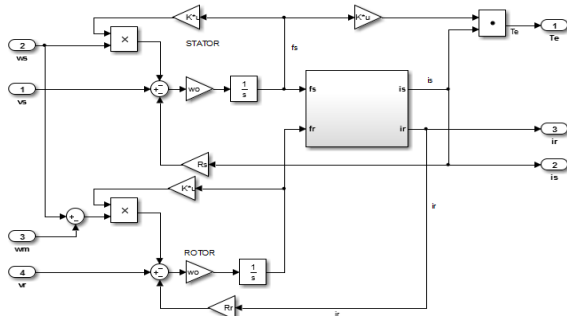 K*u
K*u
STATOR
2
ws
×
fs
Te
1
Te
1
vs
wo
1
s
fs
is
is
fr
ir
3
ir
Rs
2
is
K*u
×
ir
3
wm
ROTOR
4
vr
wo
1
s
Rr
ir